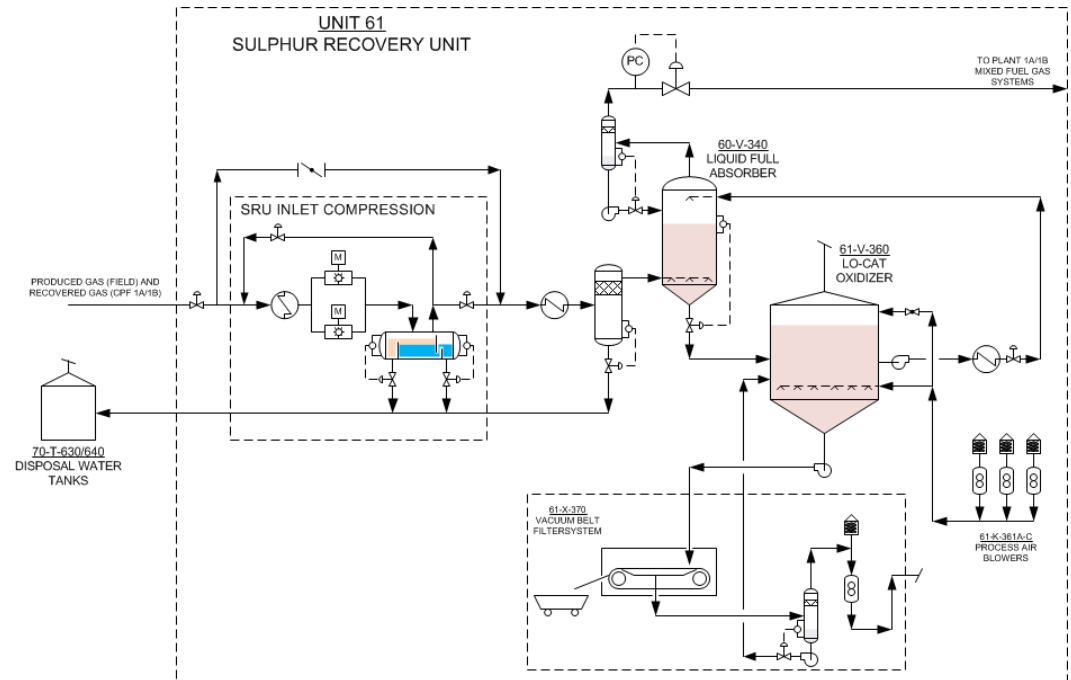 UNIT 61
SULPHUR RECOVERY UNIT
PC
TO PLANT 1A/1B
MIXED FUEL GAS
SYSTEMS
60-V-340
LIQUID FULL
ABSORBER
SRU INLET COMPRESSION
M
M
61-V-360
LO-CAT
OXIDIZER
PRODUCED GAS (FIELD) AND
RECOVERED GAS (CPF 1A/1B)
70-T-630/640
DISPOSAL WATER
TANKS
61-X-370
VACUUM BELT
FILTERSYSTEM
61-K-361A-C
PROCESS AIR
BLOWERS